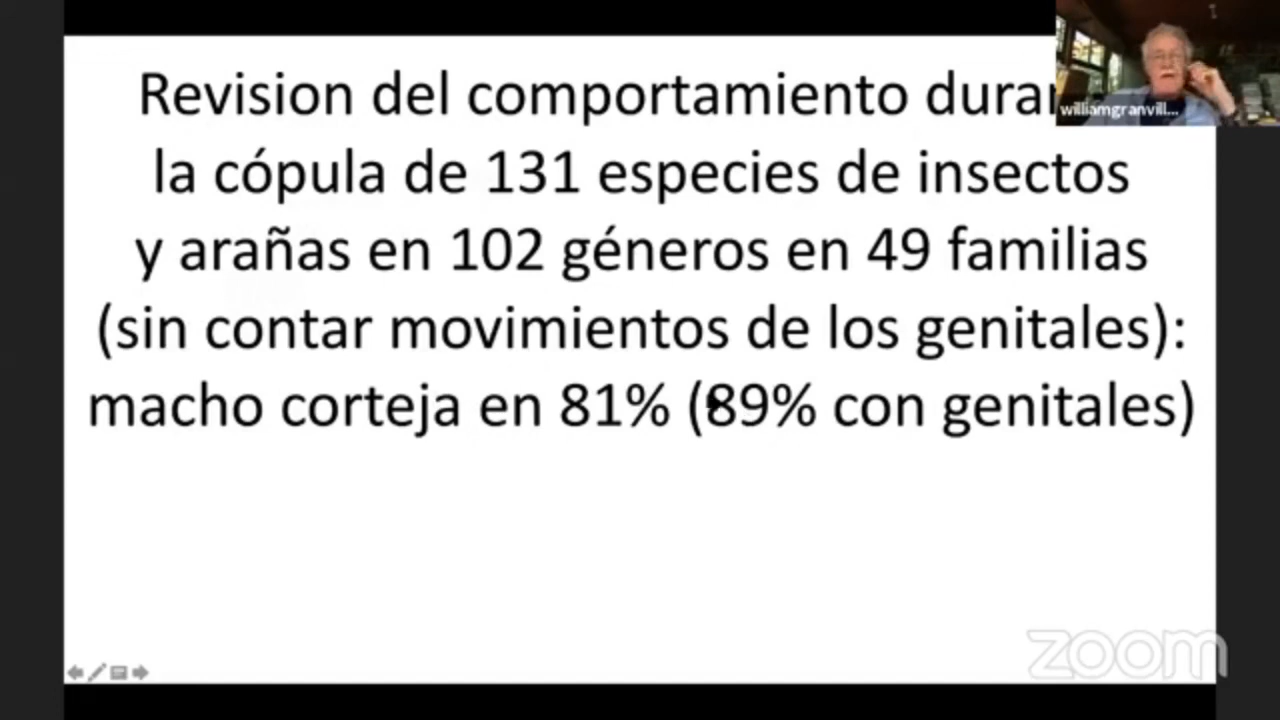 Revision del comportamiento duran
la cópula de 131 especies de insectos
y arañas en 102 géneros en 49 familias
(sin contar movimientos de los genitales):
macho corteja en 81% (89% con genitales)
williamgranvill...
zoom